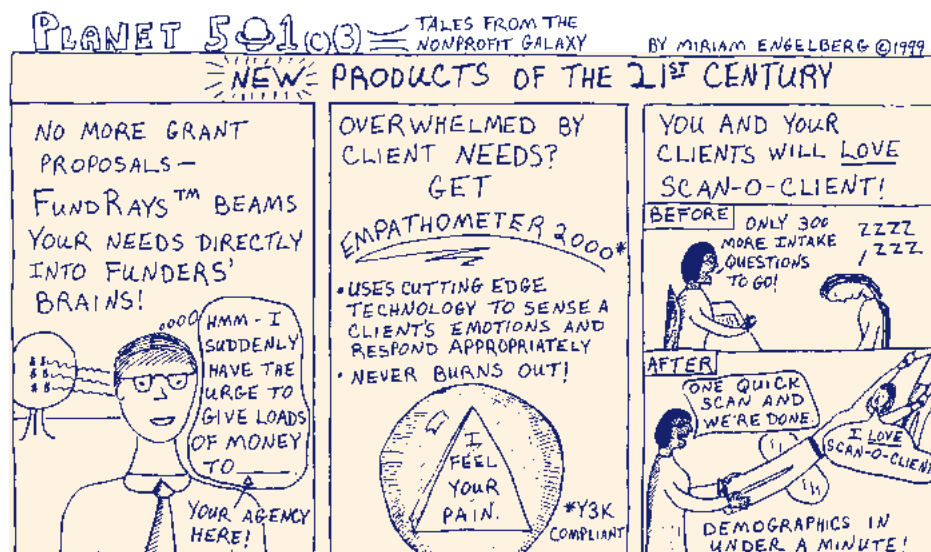 PLANET 501(C)(3)
TALES FROM THE
NONPROFIT GALAXY
BY MIRIAM ENGELBERG ©1999
NEW PRODUCTS OF THE 21ST CENTURY
NO MORE GRANT
PROPOSALS—
FUNDRAYS™ BEAMS
YOUR NEEDS DIRECTLY
INTO FUNDERS'
BRAINS!
HMM - I
SUDDENLY
HAVE THE
URGE TO
GIVE LOADS
OF MONEY
TO____
YOUR AGENCY
HERE!
$ $
$ $
$ $
OVERWHELMED BY
CLIENT NEEDS?
GET
EMPATHOMETER 2000*
•USES CUTTING EDGE
TECHNOLOGY TO SENSE A
CLIENT'S EMOTIONS AND
RESPOND APPROPRIATELY
• NEVER BURNS OUT!
I
FEEL
YOUR
PAIN.
*Y3K
COMPLIANT
YOU AND YOUR
CLIENTS WILL LOVE
SCAN-O-CLIENT!
BEFORE
ONLY 300
MORE INTAKE
QUESTIONS
TO GO!
ZZZZ
ZZZ
AFTER
ONE QUICK
SCAN AND
WE'RE DONE.
I LOVE
SCAN-O-CLIENT
DEMOGRAPHICS IN
UNDER A MINUTE!